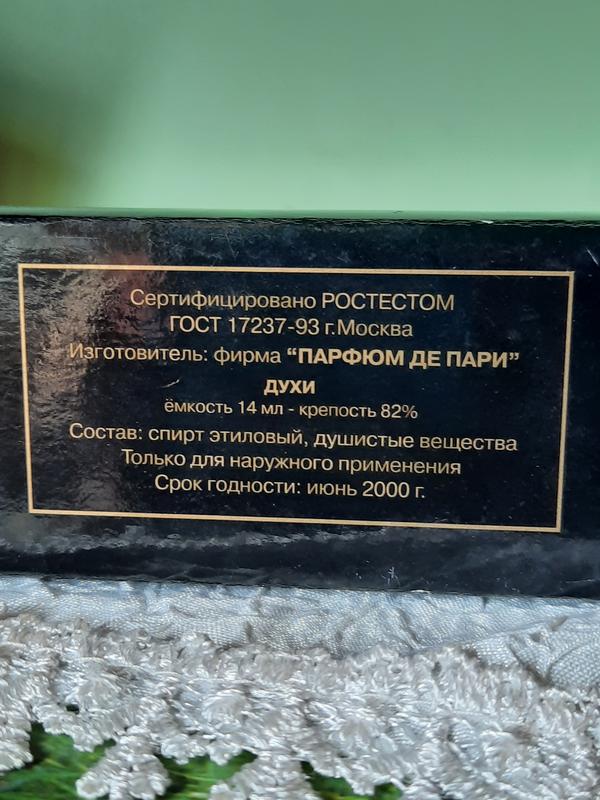 Сертифицировано РОСТЕСТОМ
ГОСТ 17237-93 г.Москва
Изготовитель: фирма “ПАРФЮМ ДЕ ПАРИ”
ДУХИ
ёмкость 14 мл - крепость 82%
Состав: спирт этиловый, душистые вещества
Только для наружного применения
Срок годности: июнь 2000 г.